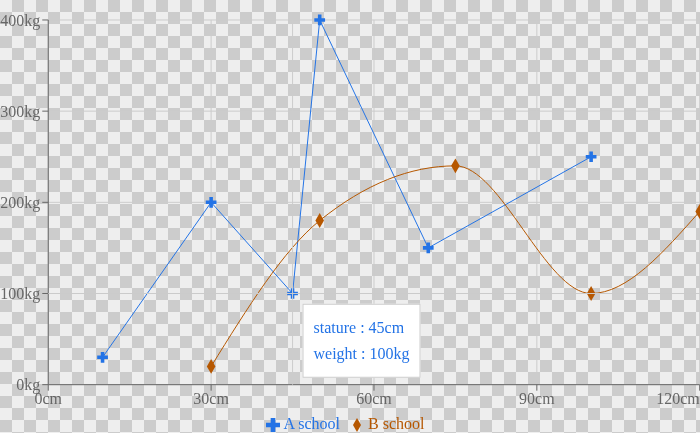 400kg
300kg
200kg
100kg
0kg
stature : 45cm
weight : 100kg
0cm 30cm 60cm 90cm 120cm
A school B school